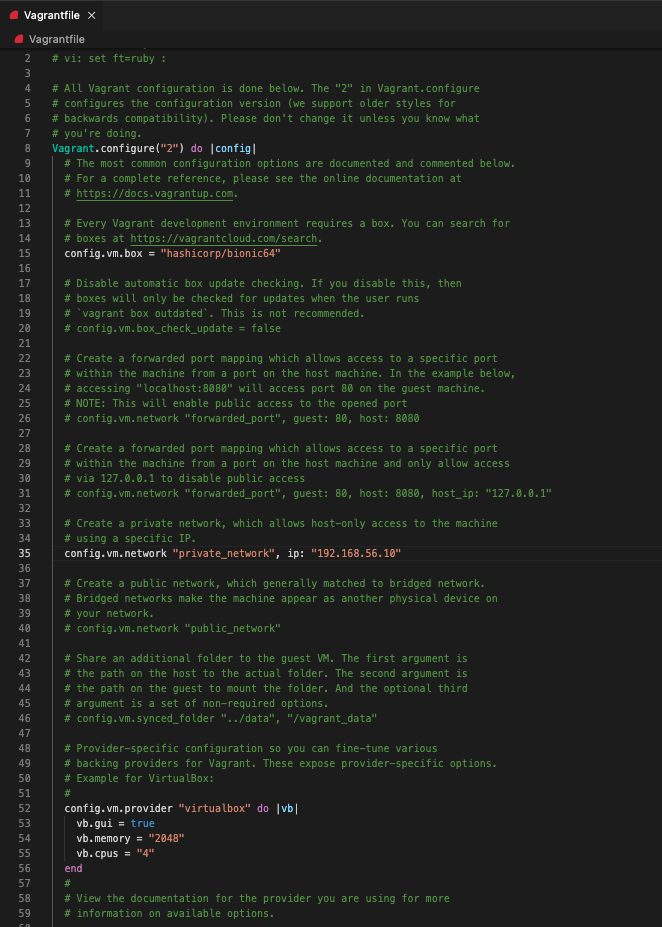 Vagrantfile ×
Vagrantfile
2 # vi: set ft=ruby :
3
4 # All Vagrant configuration is done below. The "2" in Vagrant.configure
5 # configures the configuration version (we support older styles for
6 # backwards compatibility). Please don't change it unless you know what
7 # you're doing.
8 Vagrant.configure("2") do |config|
9 # The most common configuration options are documented and commented below.
10 # For a complete reference, please see the online documentation at
11 # https://docs.vagrantup.com.
12
13 # Every Vagrant development environment requires a box. You can search for
14 # boxes at https://vagrantcloud.com/search.
15 config.vm.box = "hashicorp/bionic64"
16
17 # Disable automatic box update checking. If you disable this, then
18 # boxes will only be checked for updates when the user runs
19 # `vagrant box outdated`. This is not recommended.
20 # config.vm.box_check_update = false
21
22 # Create a forwarded port mapping which allows access to a specific port
23 # within the machine from a port on the host machine. In the example below,
24 # accessing "localhost:8080" will access port 80 on the guest machine.
25 # NOTE: This will enable public access to the opened port
26 # config.vm.network "forwarded_port", guest: 80, host: 8080
27
28 # Create a forwarded port mapping which allows access to a specific port
29 # within the machine from a port on the host machine and only allow access
30 # via 127.0.0.1 to disable public access
31 # config.vm.network "forwarded_port", guest: 80, host: 8080, host_ip: "127.0.0.1"
32
33 # Create a private network, which allows host-only access to the machine
34 # using a specific IP.
35 config.vm.network "private_network", ip: "192.168.56.10"
36
37 # Create a public network, which generally matched to bridged network.
38 # Bridged networks make the machine appear as another physical device on
39 # your network.
40 # config.vm.network "public_network"
41
42 # Share an additional folder to the guest VM. The first argument is
43 # the path on the host to the actual folder. The second argument is
44 # the path on the guest to mount the folder. And the optional third
45 # argument is a set of non-required options.
46 # config.vm.synced_folder "../data", "/vagrant_data"
47
48 # Provider-specific configuration so you can fine-tune various
49 # backing providers for Vagrant. These expose provider-specific options.
50 # Example for VirtualBox:
51 #
52 config.vm.provider "virtualbox" do |vb|
53 vb.gui = true
54 vb.memory = "2048"
55 vb.cpus = "4"
56 end
57 #
58 # View the documentation for the provider you are using for more
59 # information on available options.